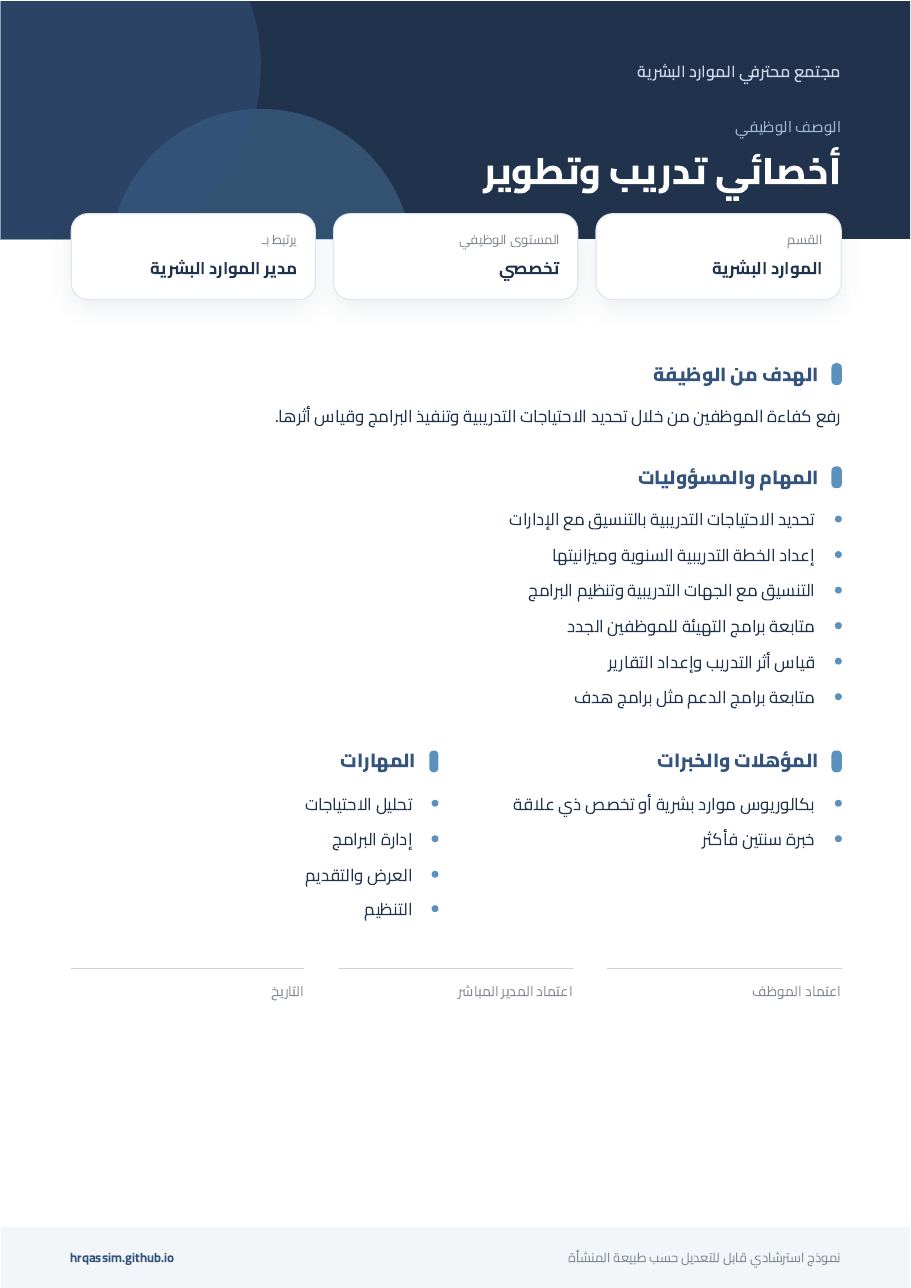 مجتمع محترفي الموارد البشرية
الوصف الوظيفي
أخصائي تدريب وتطوير
القسم
الموارد البشرية
المستوى الوظيفي
تخصصي
يرتبط بـ
مدير الموارد البشرية
الهدف من الوظيفة
رفع كفاءة الموظفين من خلال تحديد الاحتياجات التدريبية وتنفيذ البرامج وقياس أثرها.
المهام والمسؤوليات
تحديد الاحتياجات التدريبية بالتنسيق مع الإدارات
إعداد الخطة التدريبية السنوية وميزانيتها
التنسيق مع الجهات التدريبية وتنظيم البرامج
متابعة برامج التهيئة للموظفين الجدد
قياس أثر التدريب وإعداد التقارير
متابعة برامج الدعم مثل برامج هدف
المؤهلات والخبرات
بكالوريوس موارد بشرية أو تخصص ذي علاقة
خبرة سنتين فأكثر
المهارات
تحليل الاحتياجات
إدارة البرامج
العرض والتقديم
التنظيم
اعتماد الموظف
اعتماد المدير المباشر
التاريخ
نموذج استرشادي قابل للتعديل حسب طبيعة المنشأة
hrqassim.github.io